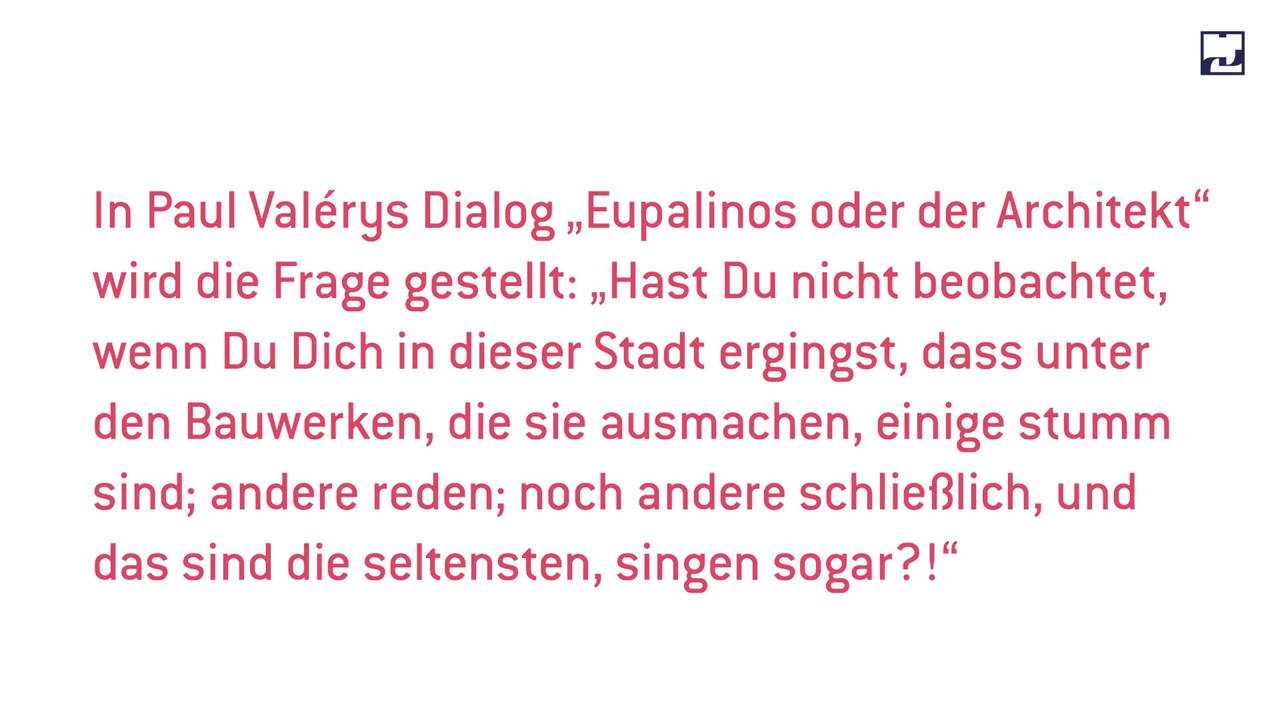 In Paul Valérys Dialog „Eupalinos oder der Architekt“
wird die Frage gestellt: „Hast Du nicht beobachtet,
wenn Du Dich in dieser Stadt ergingst, dass unter
den Bauwerken, die sie ausmachen, einige stumm
sind; andere reden; noch andere schließlich, und
das sind die seltensten, singen sogar?!“